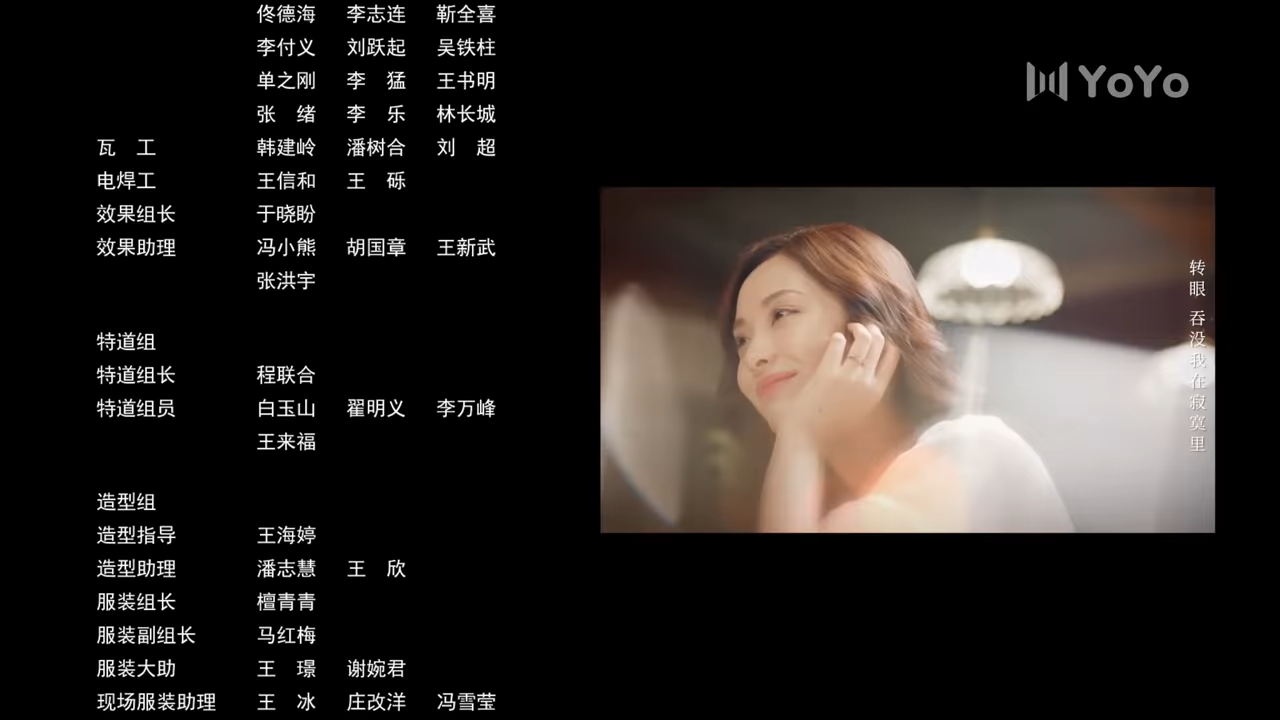 佟德海 李志连 靳全喜
李付义 刘跃起 吴铁柱
单之刚 李 猛 王书明
张 绪 李 乐 林长城
瓦 工 韩建岭 潘树合 刘 超
电焊工 王信和 王 砾
效果组长 于晓盼
效果助理 冯小熊 胡国章 王新武
张洪宇
特道组
特道组长 程联合
特道组员 白玉山 翟明义 李万峰
王来福
造型组
造型指导 王海婷
造型助理 潘志慧 王 欣
服装组长 檀青青
服装副组长 马红梅
服装大助 王 璟 谢婉君
现场服装助理 王 冰 庄改洋 冯雪莹
YoYo
转眼 吞没我在寂寞里